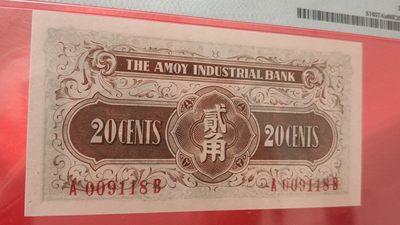 THE AMOY INDUSTRIAL BANK
20 CENTS 貳角 20 CENTS
A 009118 B A 009118 B